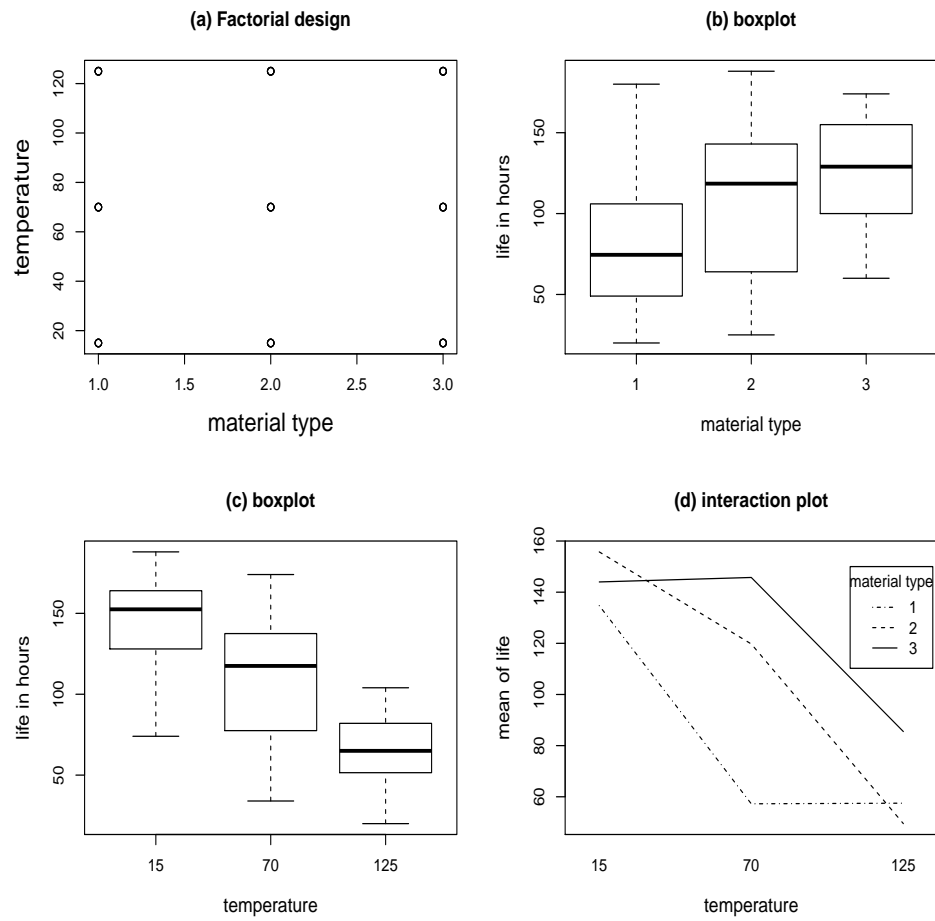 (a) Factorial design
temperature
120
100
80
60
40
20
1.0 1.5 2.0 2.5 3.0
material type
(b) boxplot
life in hours
150
100
50
1 2 3
material type
(c) boxplot
life in hours
150
100
50
15 70 125
temperature
(d) interaction plot
mean of life
160
140
120
100
80
60
material type
1
2
3
15 70 125
temperature